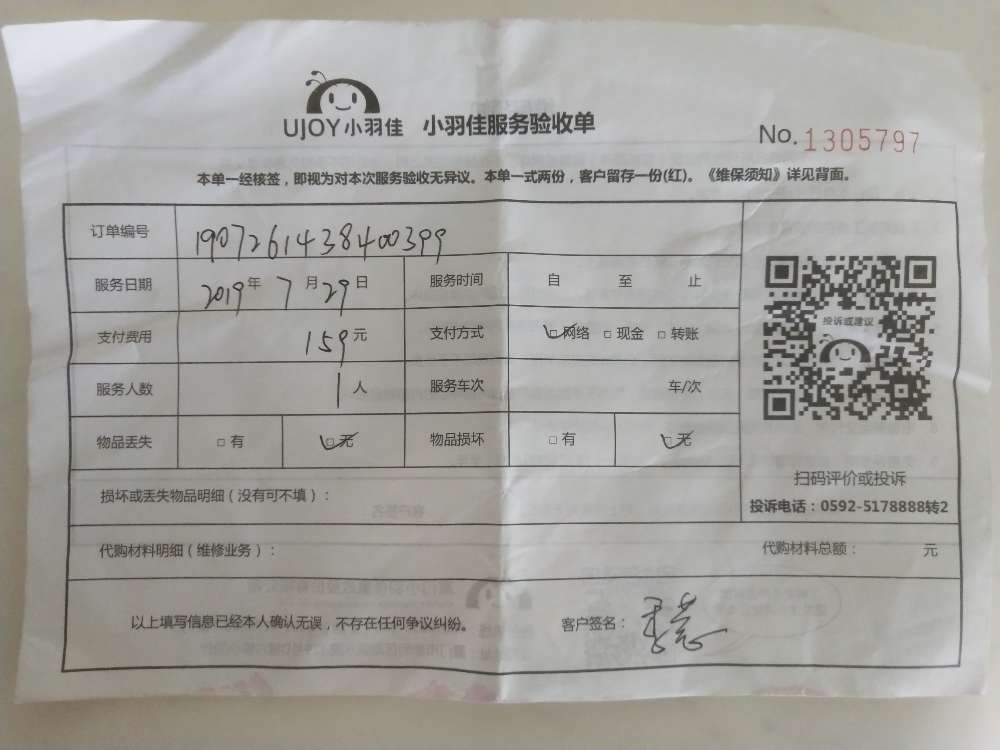 UJOY小羽佳 小羽佳服务验收单
No. 1305797
本单一经核签，即视为对本次服务验收无异议。本单一式两份，客户留存一份(红)。《维保须知》详见背面。
订单编号 1907261438400399
服务日期 2019年 7月29日 服务时间 自 至 止
支付费用 159元 支付方式 □网络 □现金 □转账
服务人数 1人 服务车次 车/次
物品丢失 □有 □无 物品损坏 □有 □无
投诉或建议
扫码评价或投诉
投诉电话：0592-5178888转2
损坏或丢失物品明细（没有可不填）：
代购材料明细（维修业务）： 代购材料总额： 元
以上填写信息已经本人确认无误，不存在任何争议纠纷。 客户签名：